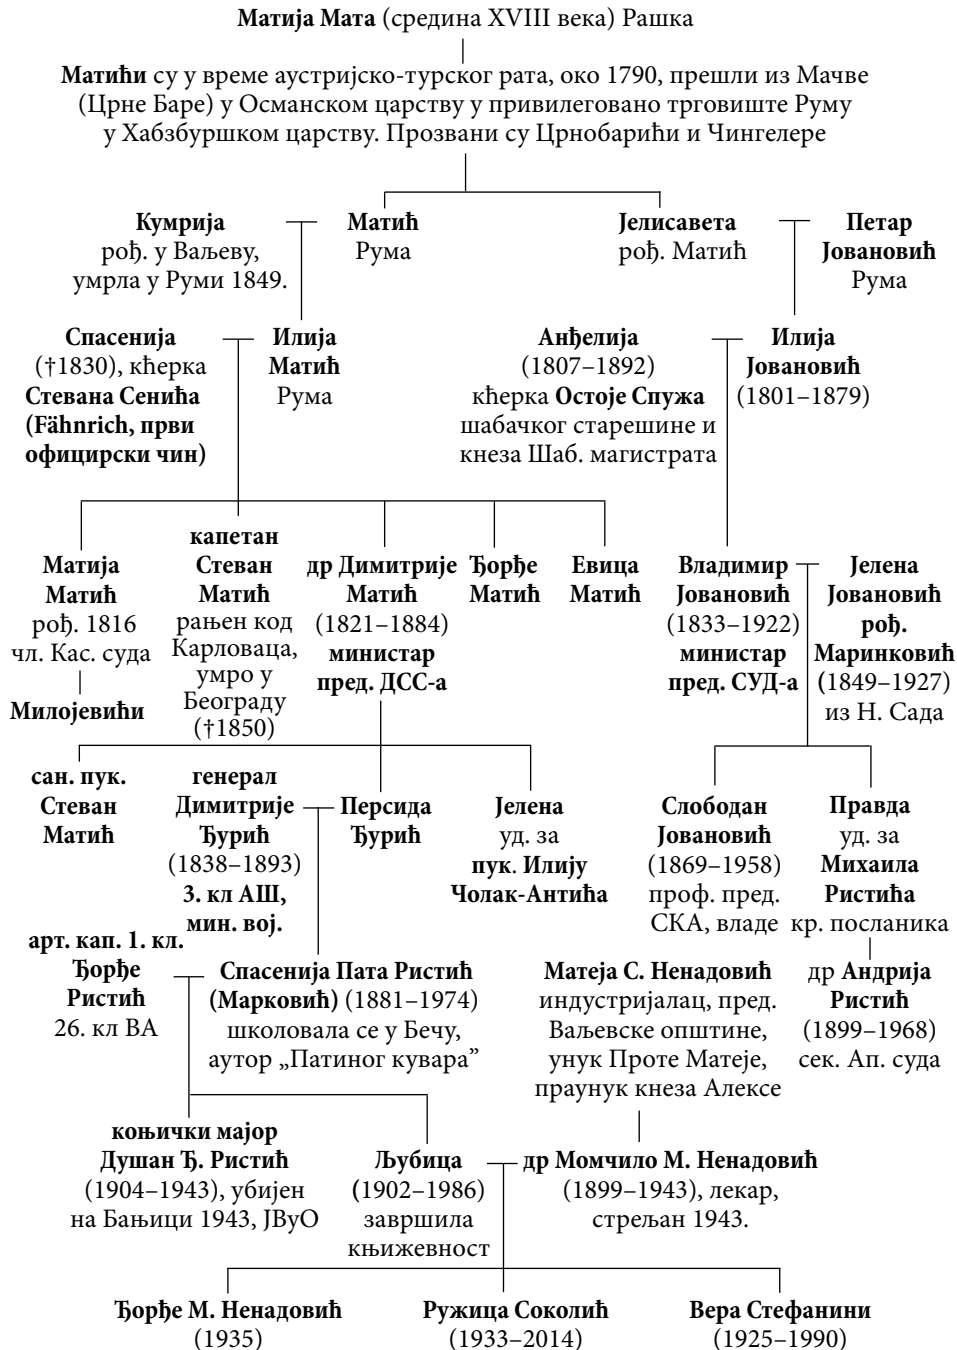 Матија Мата (средина XVIII века) Рашка
Матићи су у време аустријско-турског рата, око 1790, прешли из Мачве
(Црне Баре) у Османском царству у привилеговано трговиште Руму
у Хабзбуршком царству. Прозвани су Црнобарићи и Чингелере
Кумрија
рођ. у Ваљеву,
умрла у Руми 1849.
Матић
Рума
Јелисавета
рођ. Матић
Петар
Јовановић
Рума
Спасенија
(†1830), кћерка
Стевана Сенића
(Fähnrich, први
официрски чин)
Илија
Матић
Рума
Анђелија
(1807–1892)
кћерка Остоје Спужа
шабачког старешине и
кнеза Шаб. магистрата
Илија
Јовановић
(1801–1879)
Матија
Матић
рођ. 1816
чл. Кас. суда
Милојевићи
капетан
Стеван
Матић
рањен код
Карловаца,
умро у
Београду
(†1850)
др Димитрије
Матић
(1821–1884)
министар
пред. ДСС-а
Ђорђе
Матић
Евица
Матић
Владимир
Јовановић
(1833–1922)
министар
пред. СУД-а
Јелена
Јовановић
рођ.
Маринковић
(1849–1927)
из Н. Сада
сан. пук.
Стеван
Матић
генерал
Димитрије
Ђурић
(1838–1893)
3. кл АШ,
мин. вој.
Персида
Ђурић
Јелена
уд. за
пук. Илију
Чолак-Антића
Слободан
Јовановић
(1869–1958)
проф. пред.
СКА, владе
Правда
уд. за
Михаила
Ристића
кр. посланика
арт. кап. 1. кл.
Ђорђе
Ристић
26. кл ВА
Спасенија Пата Ристић
(Марковић) (1881–1974)
школовала се у Бечу,
аутор „Патиног кувара”
Матеја С. Ненадовић
индустријалац, пред.
Ваљевске општине,
унук Проте Матеје,
праунук кнеза Алексе
др Андрија
Ристић
(1899–1968)
сек. Ап. суда
коњички мајор
Душан Ђ. Ристић
(1904–1943), убијен
на Бањици 1943, ЈВуО
Љубица
(1902–1986)
завршила
књижевност
др Момчило М. Ненадовић
(1899–1943), лекар,
стрељан 1943.
Ђорђе М. Ненадовић
(1935)
Ружица Соколић
(1933–2014)
Вера Стефанини
(1925–1990)